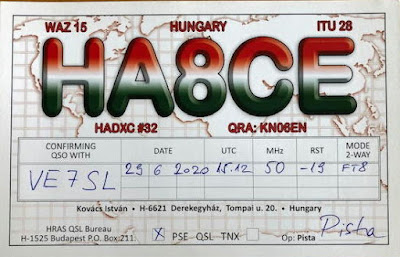 WAZ 15 HUNGARY ITU 28
HA8CE
HADXC #32 QRA: KN06EN
CONFIRMING QSO WITH DATE UTC MHz RST MODE 2-WAY
VE7SL 29 6 2020 15.12 50 -19 FT8
Kovács István • H-6621 Derekegyház, Tompai u. 20. • Hungary
HRAS QSL Bureau
H-1525 Budapest P.O. Box:211. X PSE - QSL TNX Op: Pista Pista